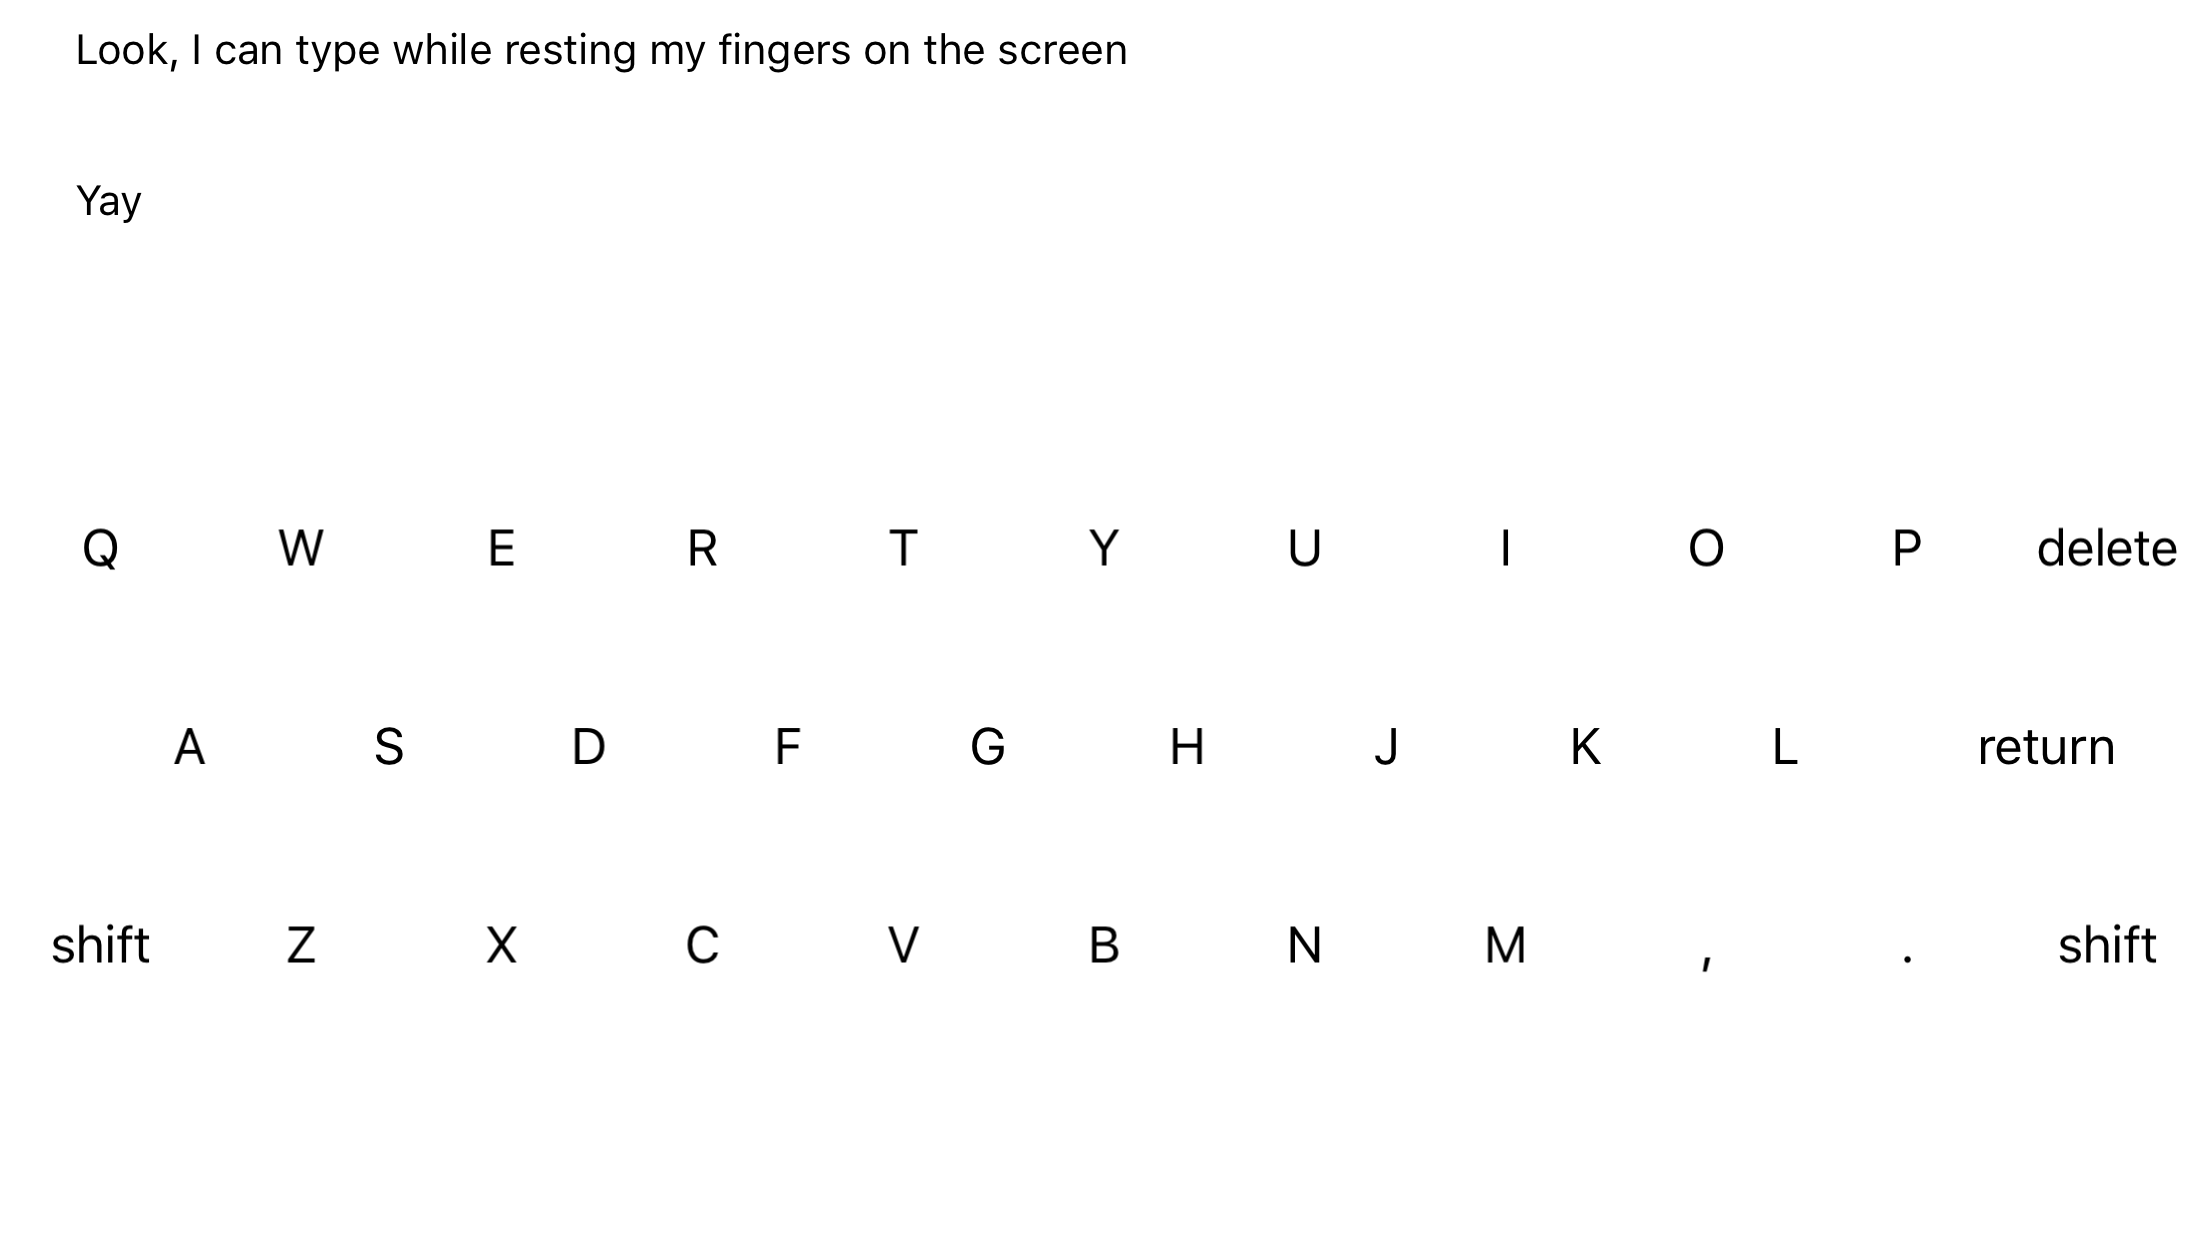 Look, I can type while resting my fingers on the screen
Yay
Q W E R T Y U I O P delete
A S D F G H J K L return
shift Z X C V B N M , . shift